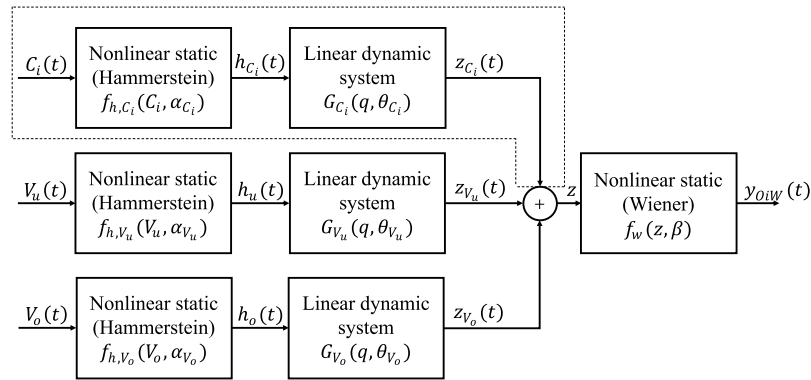 C_i(t)
Nonlinear static
(Hammerstein)
f_{h,C_i}(C_i, α_{C_i})
h_{C_i}(t)
Linear dynamic
system
G_{C_i}(q, θ_{C_i})
z_{C_i}(t)
V_u(t)
Nonlinear static
(Hammerstein)
f_{h,V_u}(V_u, α_{V_u})
h_u(t)
Linear dynamic
system
G_{V_u}(q, θ_{V_u})
z_{V_u}(t)
+
z
Nonlinear static
(Wiener)
f_w(z, β)
y_{OiW}(t)
V_o(t)
Nonlinear static
(Hammerstein)
f_{h,V_o}(V_o, α_{V_o})
h_o(t)
Linear dynamic
system
G_{V_o}(q, θ_{V_o})
z_{V_o}(t)